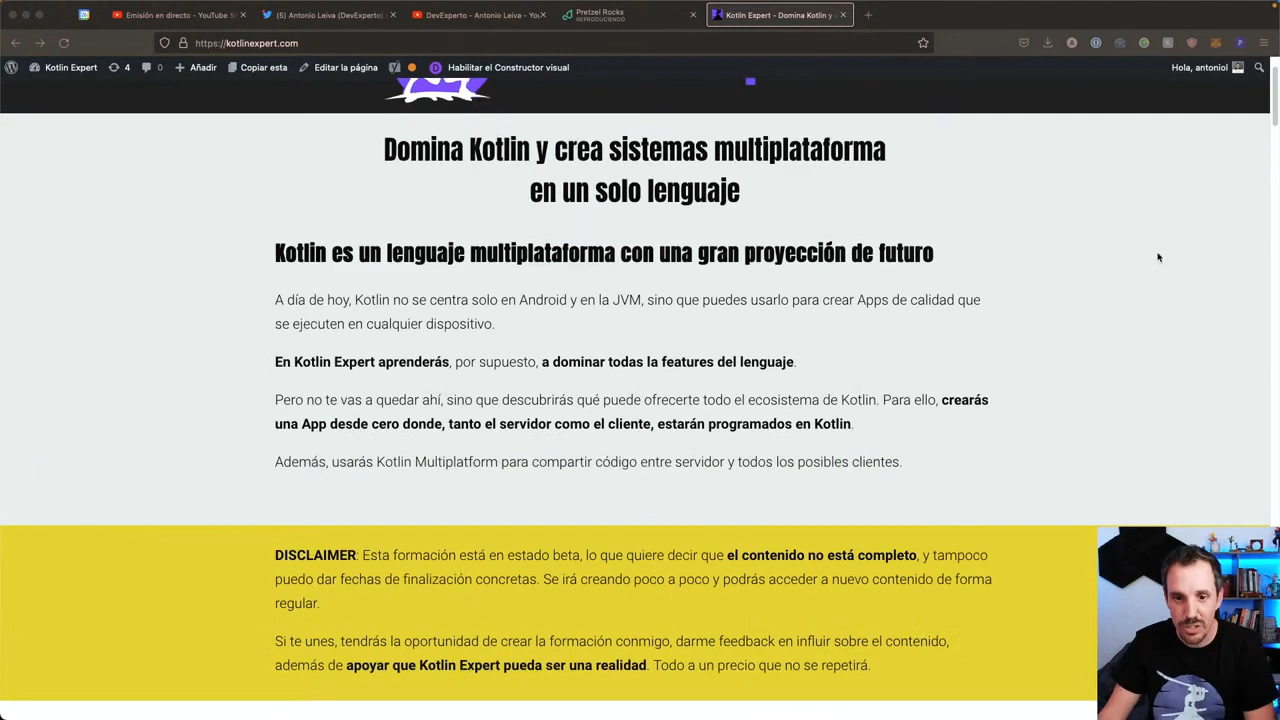 Emisión en directo - YouTube S
(5) Antonio Leiva (DevExperto)
DevExperto - Antonio Leiva - You
Pretzel Rocks
REPRODUCIENDO
Kotlin Expert - Domina Kotlin y
https://kotlinexpert.com
Kotlin Expert 4 0 Añadir Copiar esta Editar la página Habilitar el Constructor visual Hola, antoniol
Domina Kotlin y crea sistemas multiplataforma
en un solo lenguaje
Kotlin es un lenguaje multiplataforma con una gran proyección de futuro
A día de hoy, Kotlin no se centra solo en Android y en la JVM, sino que puedes usarlo para crear Apps de calidad que
se ejecuten en cualquier dispositivo.
En Kotlin Expert aprenderás, por supuesto, a dominar todas la features del lenguaje.
Pero no te vas a quedar ahí, sino que descubrirás qué puede ofrecerte todo el ecosistema de Kotlin. Para ello, crearás
una App desde cero donde, tanto el servidor como el cliente, estarán programados en Kotlin.
Además, usarás Kotlin Multiplatform para compartir código entre servidor y todos los posibles clientes.
DISCLAIMER: Esta formación está en estado beta, lo que quiere decir que el contenido no está completo, y tampoco
puedo dar fechas de finalización concretas. Se irá creando poco a poco y podrás acceder a nuevo contenido de forma
regular.
Si te unes, tendrás la oportunidad de crear la formación conmigo, darme feedback en influir sobre el contenido,
además de apoyar que Kotlin Expert pueda ser una realidad. Todo a un precio que no se repetirá.